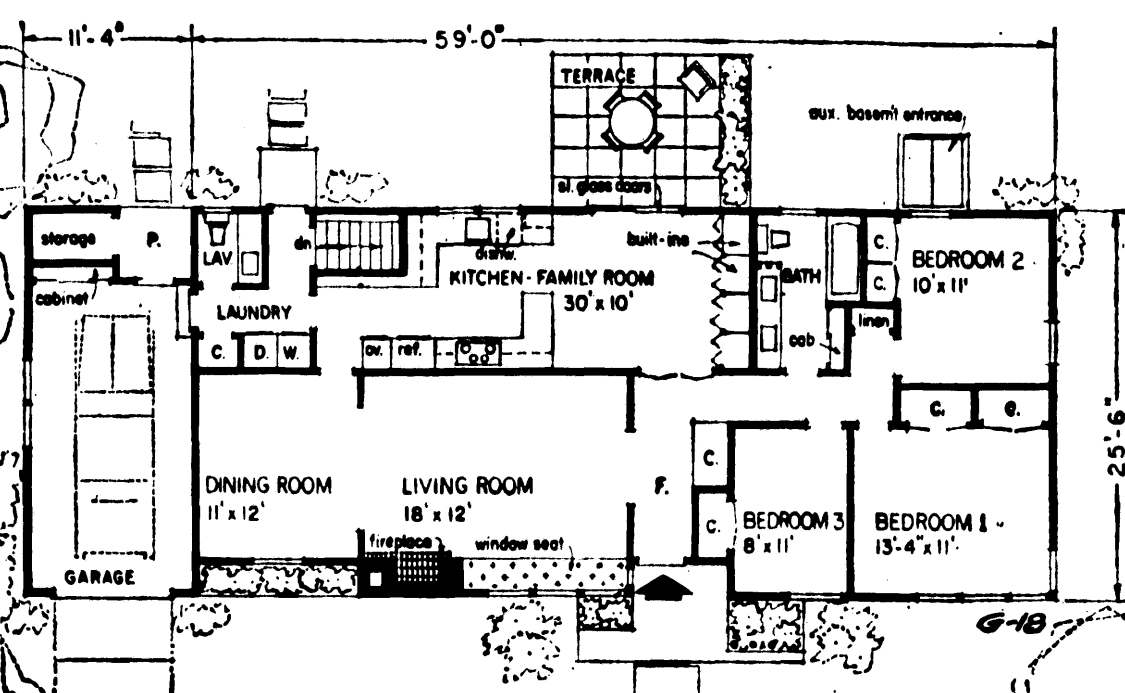 11'-4"
59'-0"
TERRACE
aux. basem't entrance
sl. glass doors
storage
P.
LAV.
dn
dishw.
built-ins
BATH
C.
BEDROOM 2
10' x 11'
C.
cabinet
KITCHEN - FAMILY ROOM
30' x 10'
LAUNDRY
linen
cab
C.
D.
W.
ov.
ref.
C.
C.
25'-6"
C.
DINING ROOM
11' x 12'
LIVING ROOM
18' x 12'
F.
C.
BEDROOM 3
8' x 11'
BEDROOM 1
13'-4" x 11'
fireplace
window seat
GARAGE
G-18